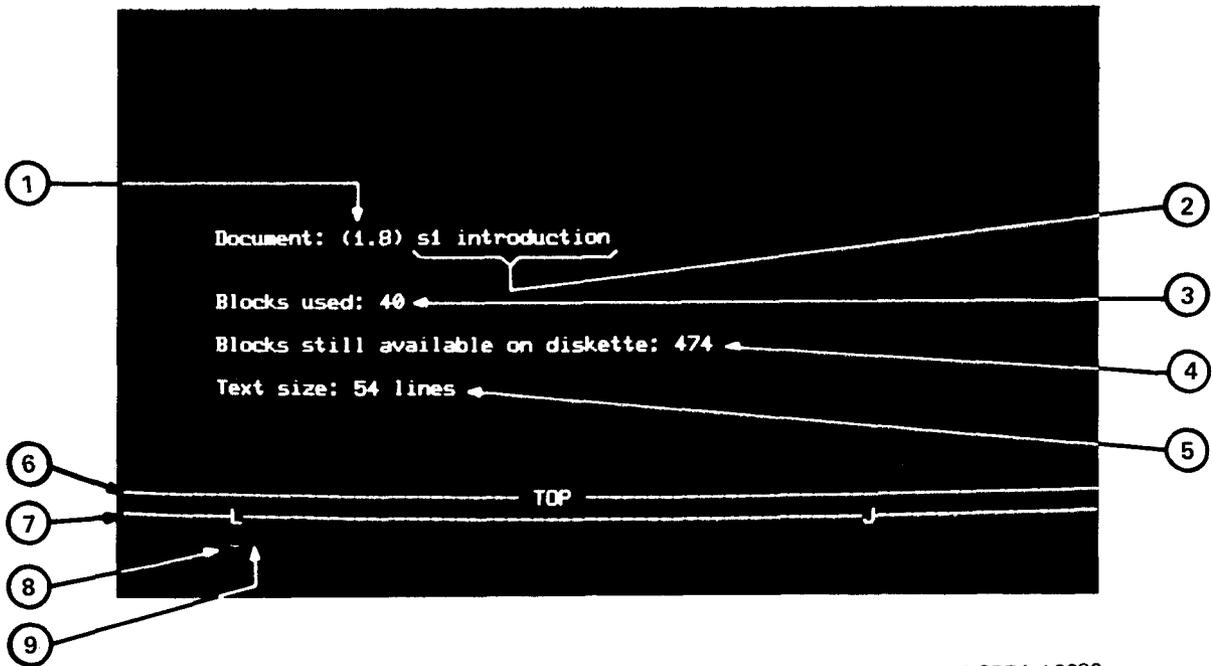 1
Document: (1.8) s1 introduction
2
Blocks used: 40
3
Blocks still available on diskette: 474
4
Text size: 54 lines
5
6
TOP
7
L J
8
9